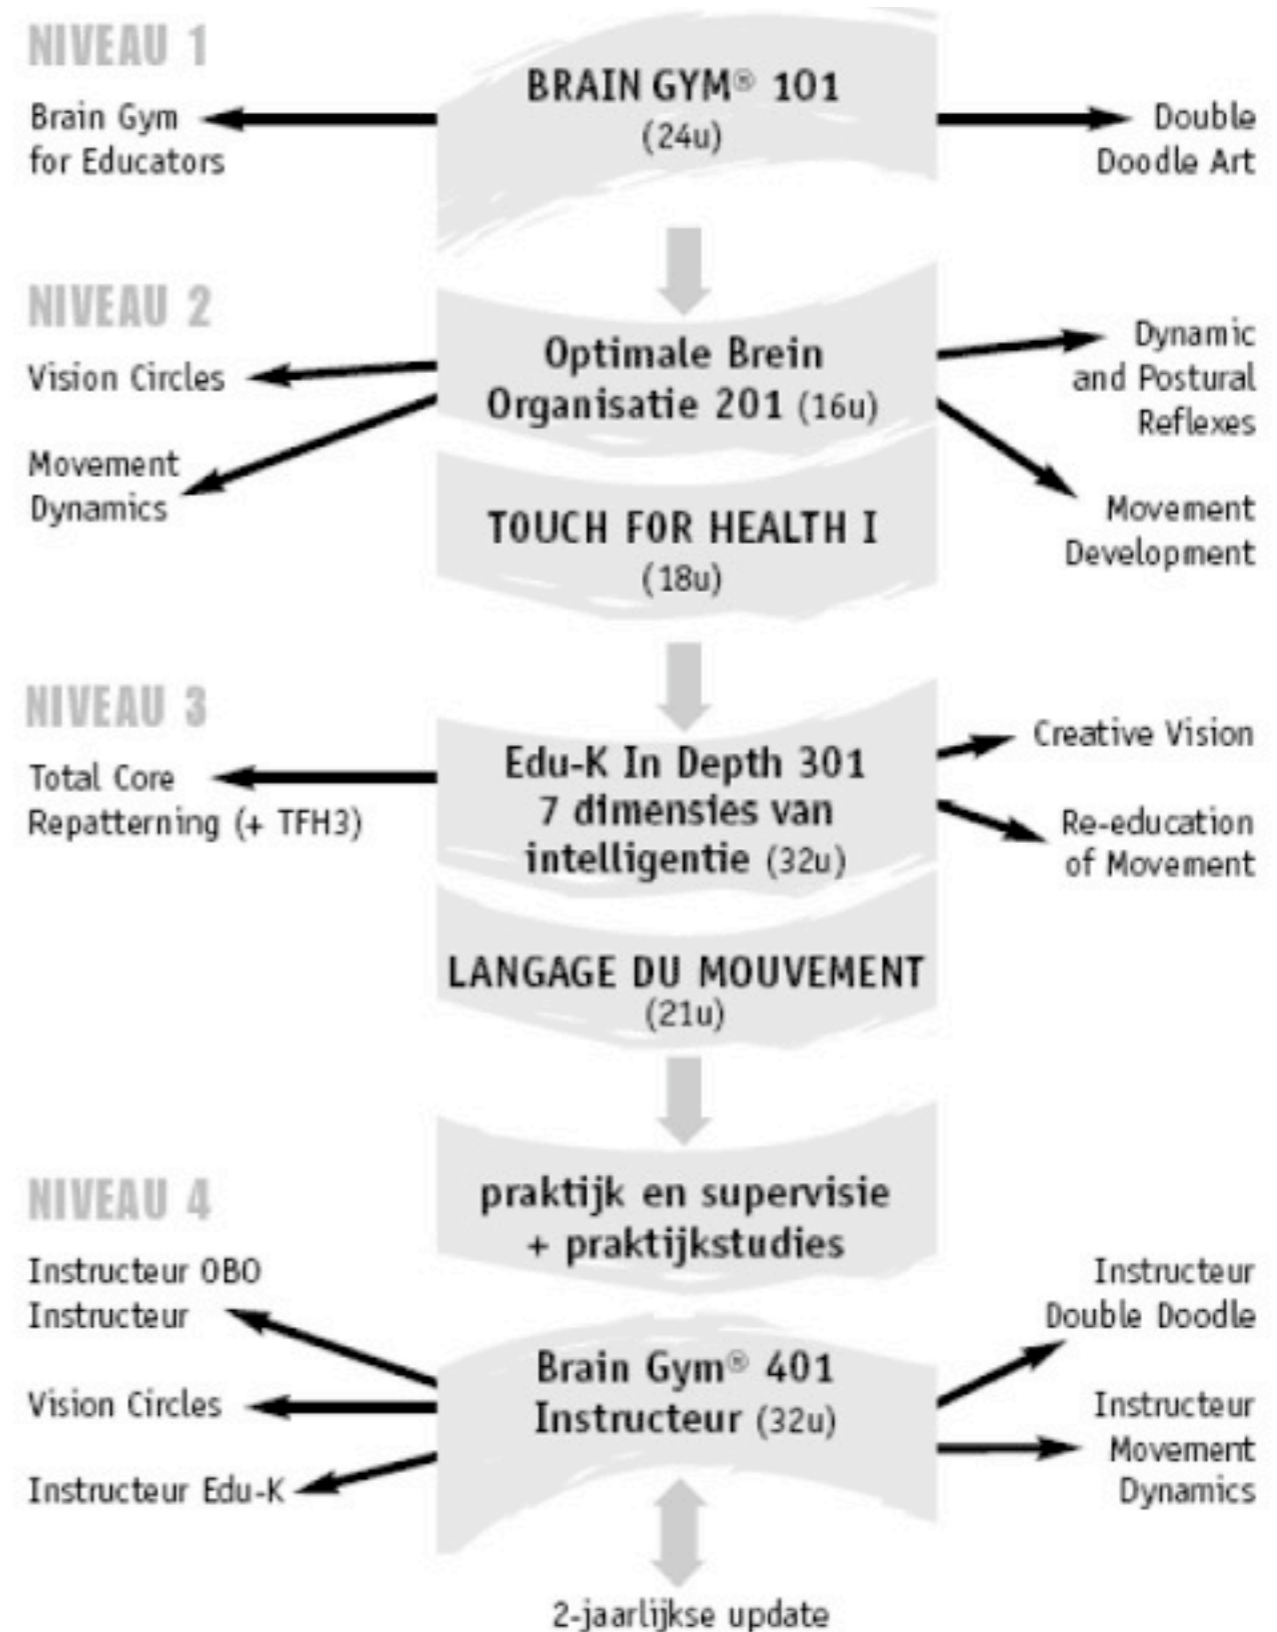 NIVEAU 1
BRAIN GYM® 101
(24u)
Brain Gym
for Educators
Double
Doodle Art
NIVEAU 2
Optimale Brein
Organisatie 201 (16u)
Vision Circles
Movement
Dynamics
Dynamic
and Postural
Reflexes
Movement
Development
TOUCH FOR HEALTH I
(18u)
NIVEAU 3
Edu-K In Depth 301
7 dimensies van
intelligentie (32u)
Total Core
Repatterning (+ TFH3)
Creative Vision
Re-education
of Movement
LANGAGE DU MOUVEMENT
(21u)
praktijk en supervisie
+ praktijkstudies
NIVEAU 4
Instructeur OBO
Instructeur
Vision Circles
Instructeur Edu-K
Brain Gym® 401
Instructeur (32u)
Instructeur
Double Doodle
Instructeur
Movement
Dynamics
2-jaarlijkse update